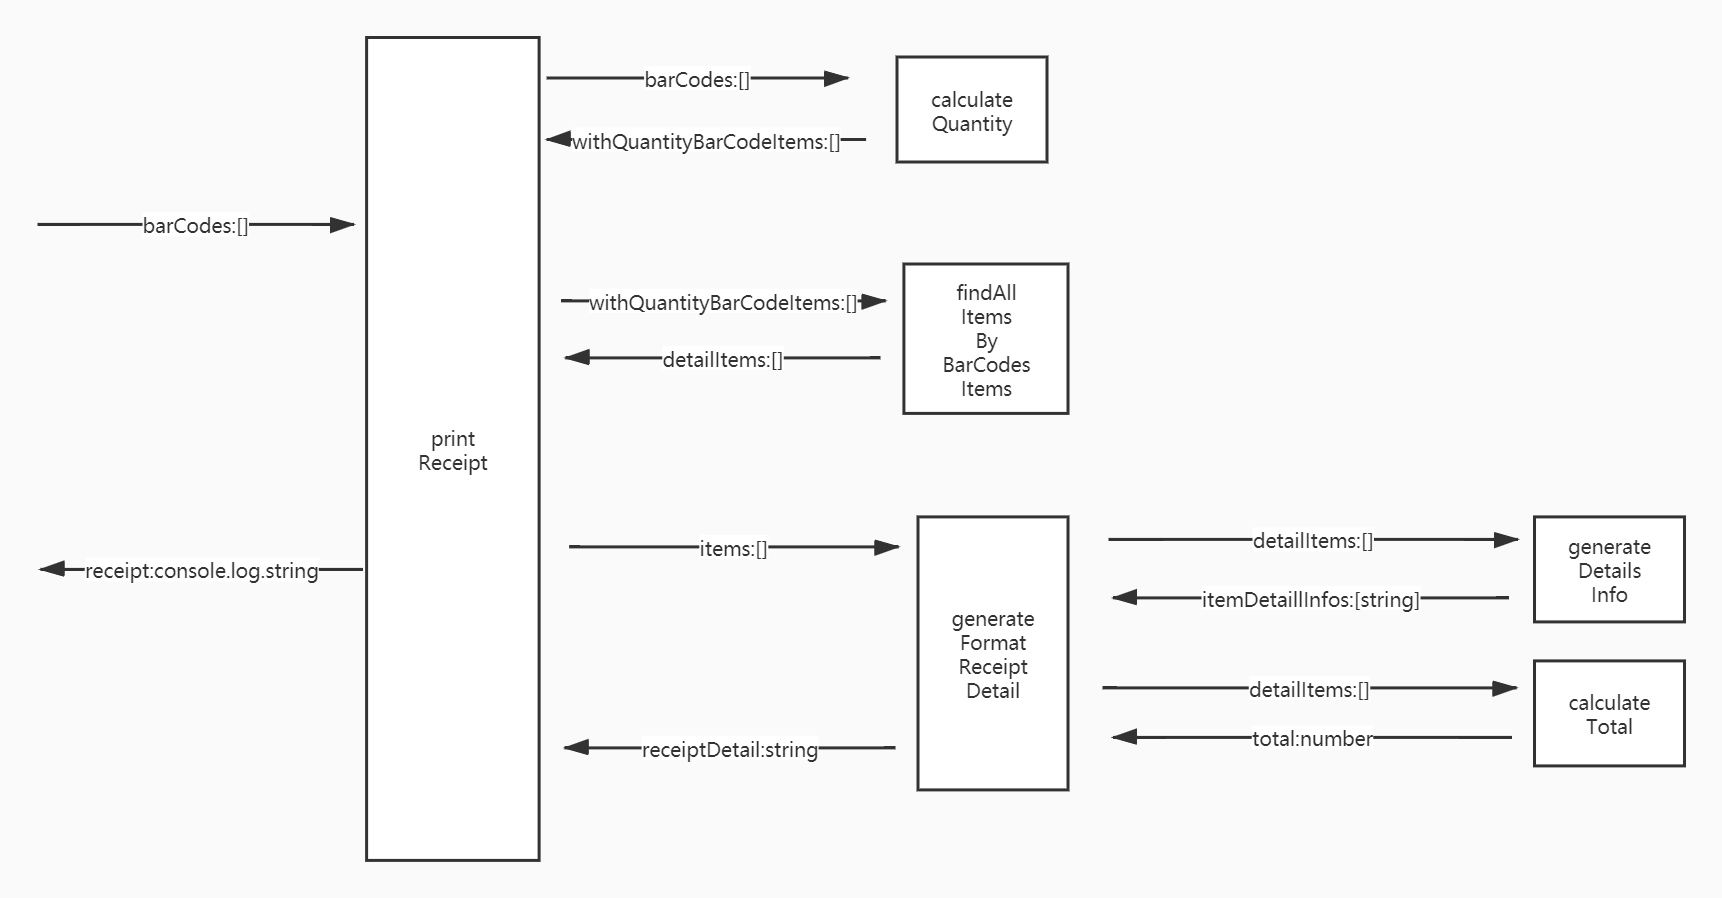 barCodes:[]
calculate
Quantity
withQuantityBarCodeItems:[]
barCodes:[]
withQuantityBarCodeItems:[]
findAll
Items
By
BarCodes
Items
detailItems:[]
print
Receipt
receipt:console.log.string
items:[]
generate
Format
Receipt
Detail
receiptDetail:string
detailItems:[]
generate
Details
Info
itemDetaillInfos:[string]
detailItems:[]
calculate
Total
total:number